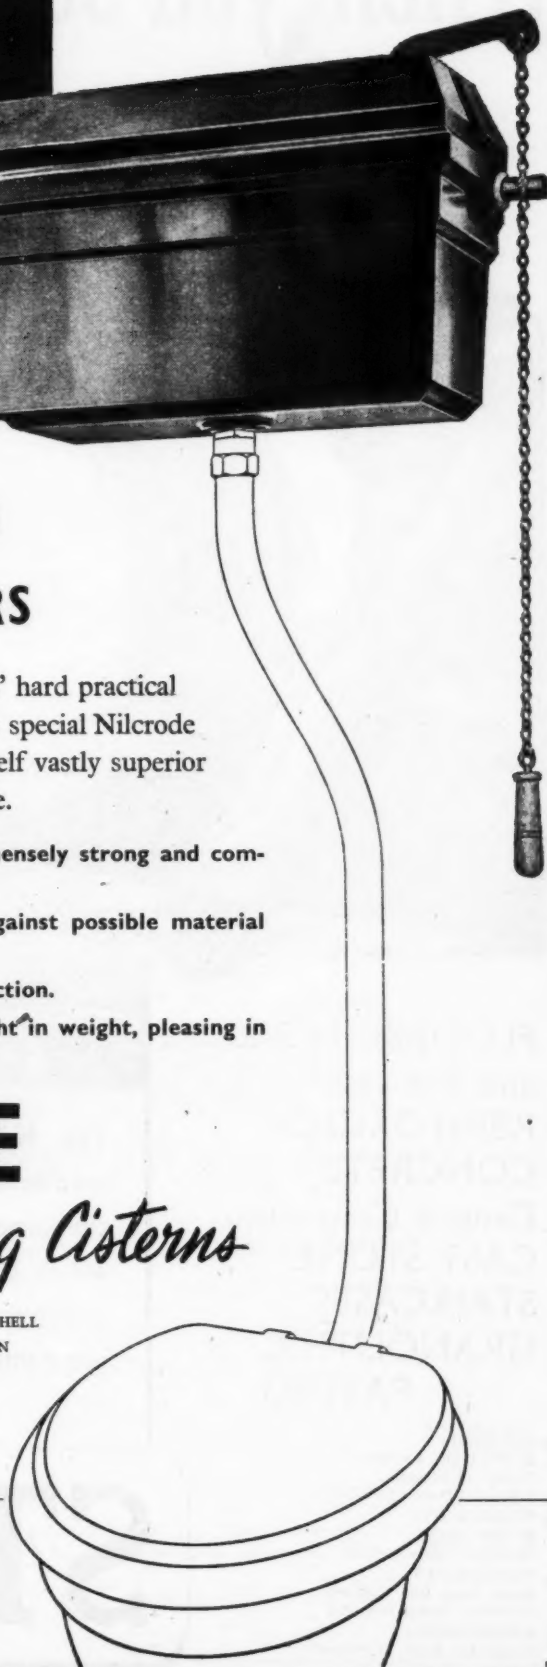 RS
' hard practical
special Nilcrode
elf vastly superior
e.
ensely strong and com-
gainst possible material
ction.
ht in weight, pleasing in
E
g Cisterns
HELL
N